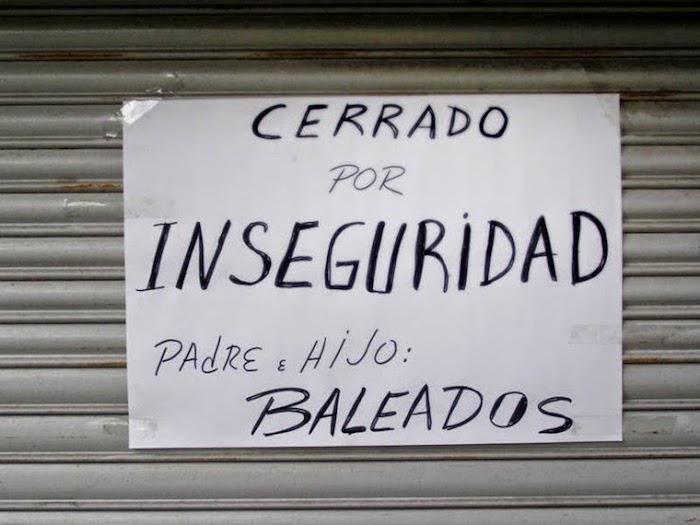 CERRADO
POR
INSEGURiDAD
PAdRE E HiJO:
BALEADOS